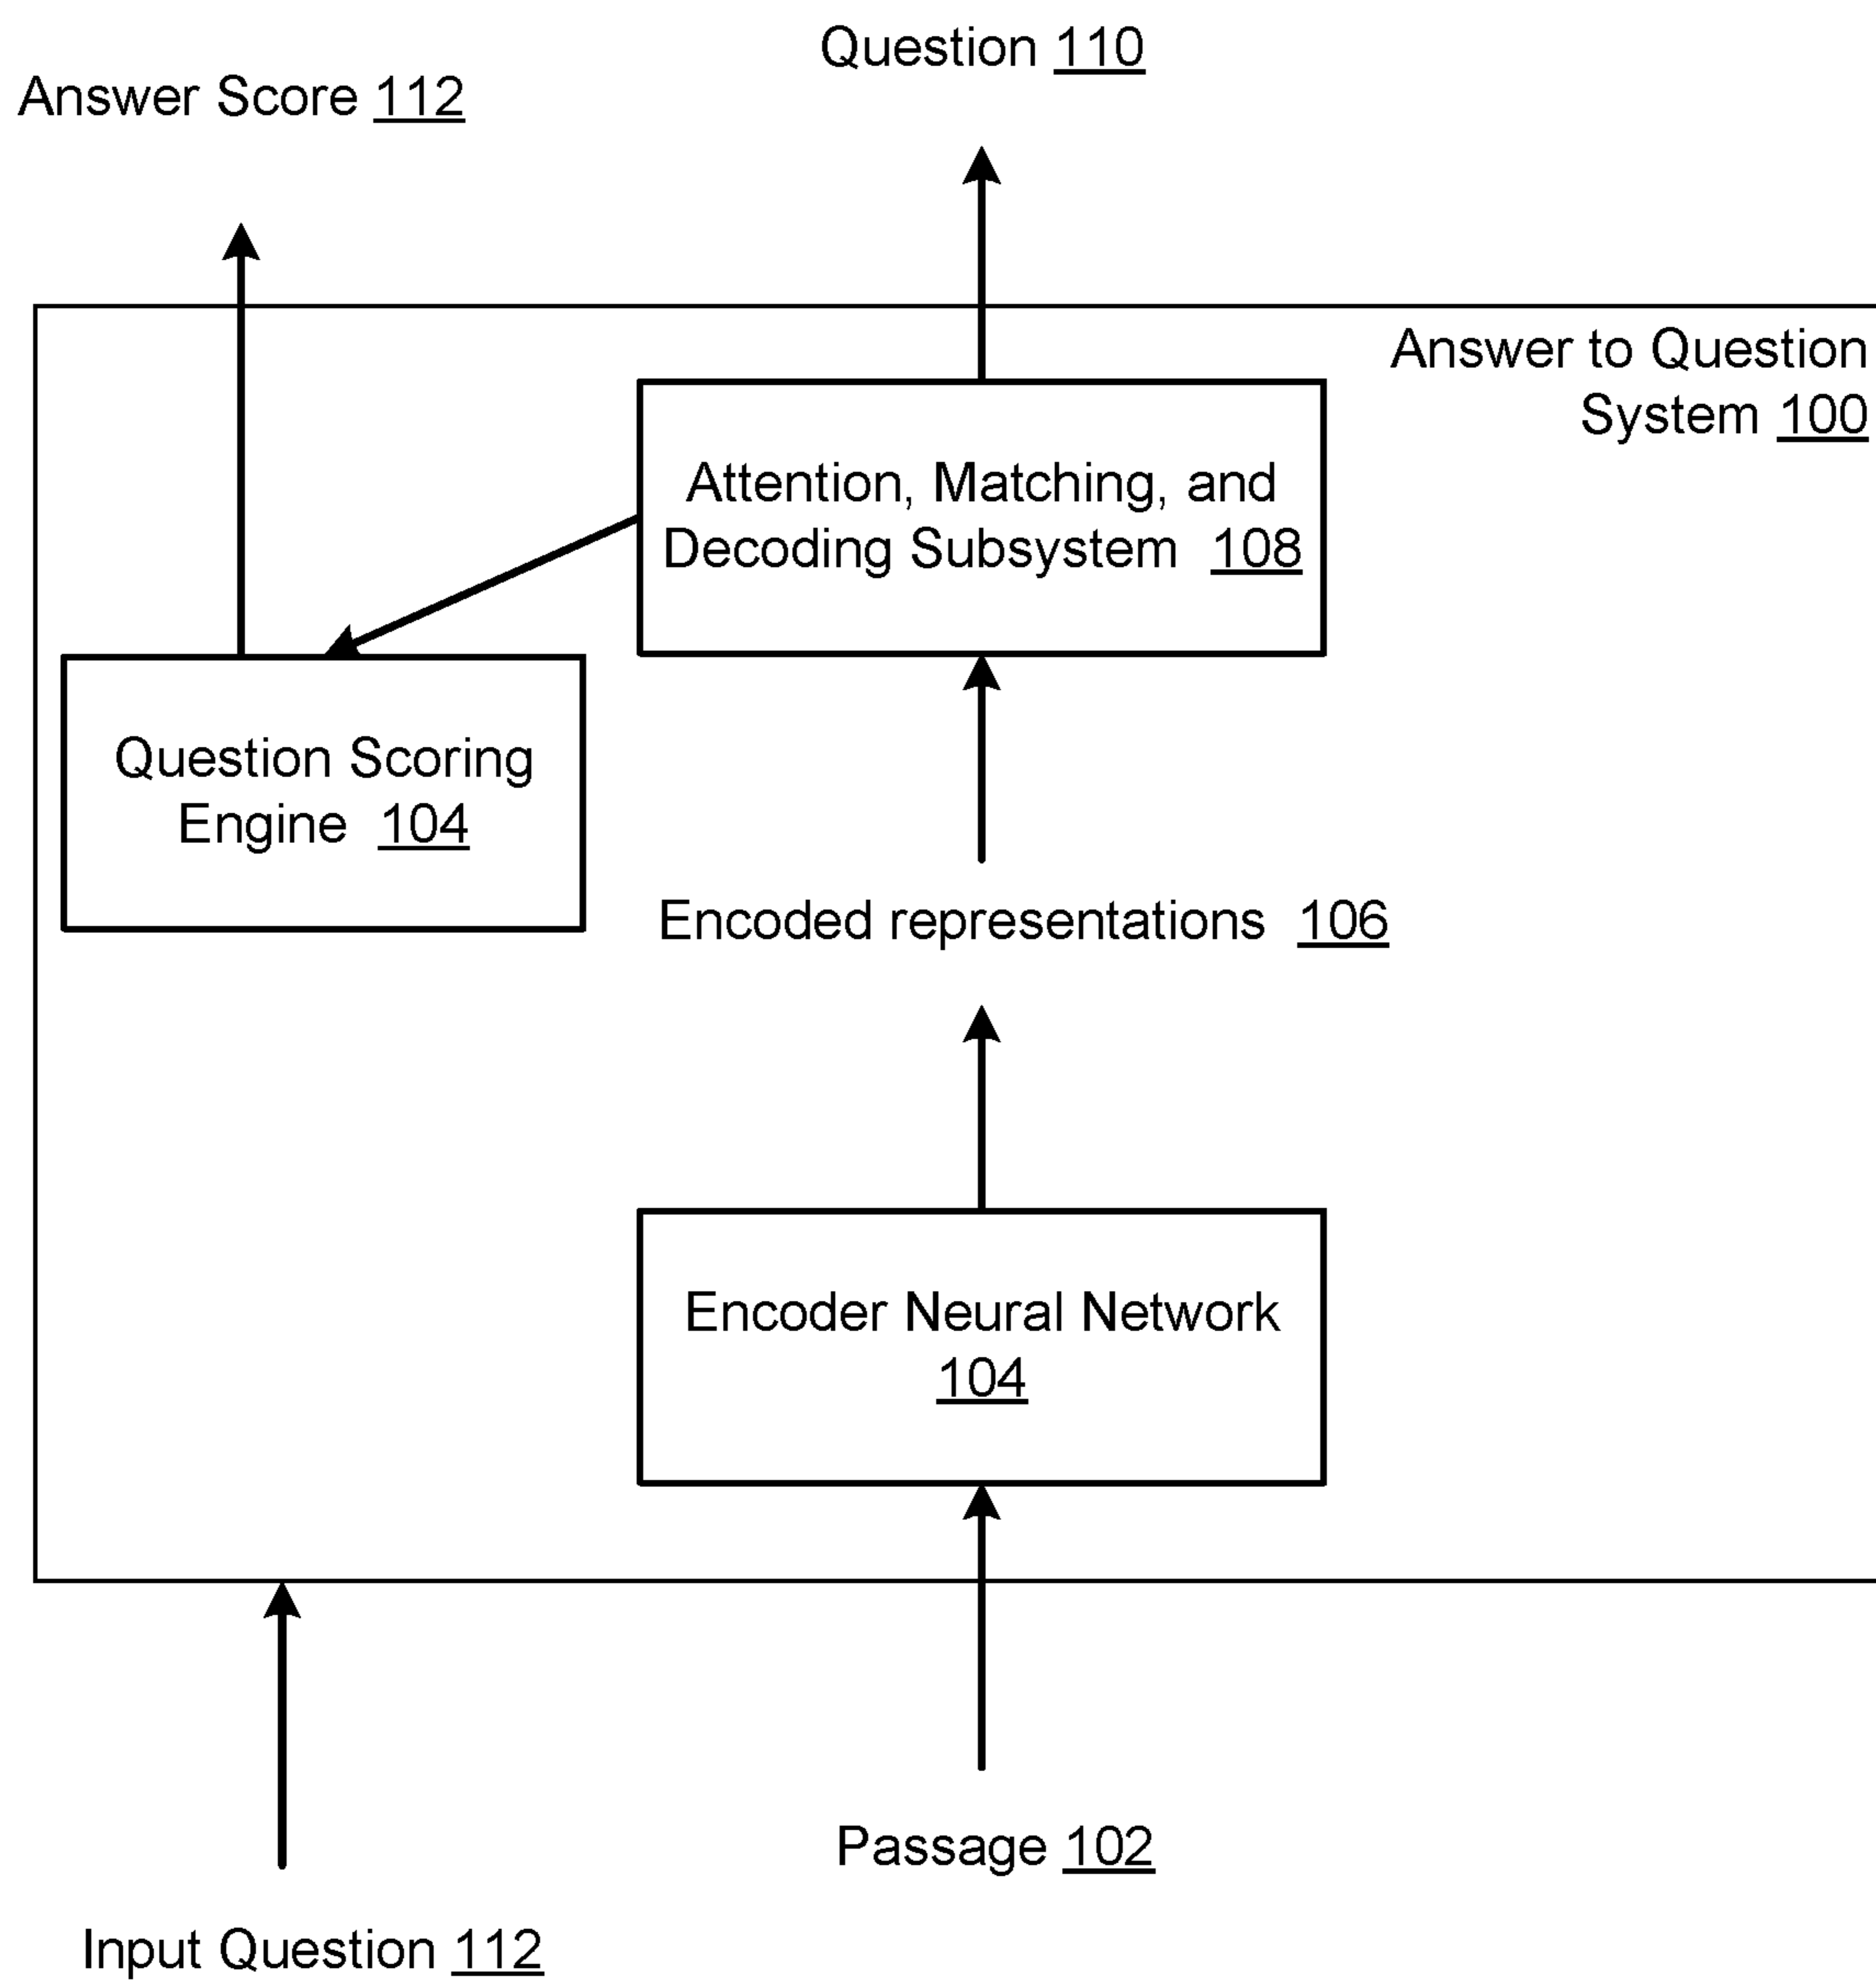 Question 110
Answer Score 112
Answer to Question
System 100
Attention, Matching, and
Decoding Subsystem 108
Question Scoring
Engine 104
Encoded representations 106
Encoder Neural Network
104
Passage 102
Input Question 112